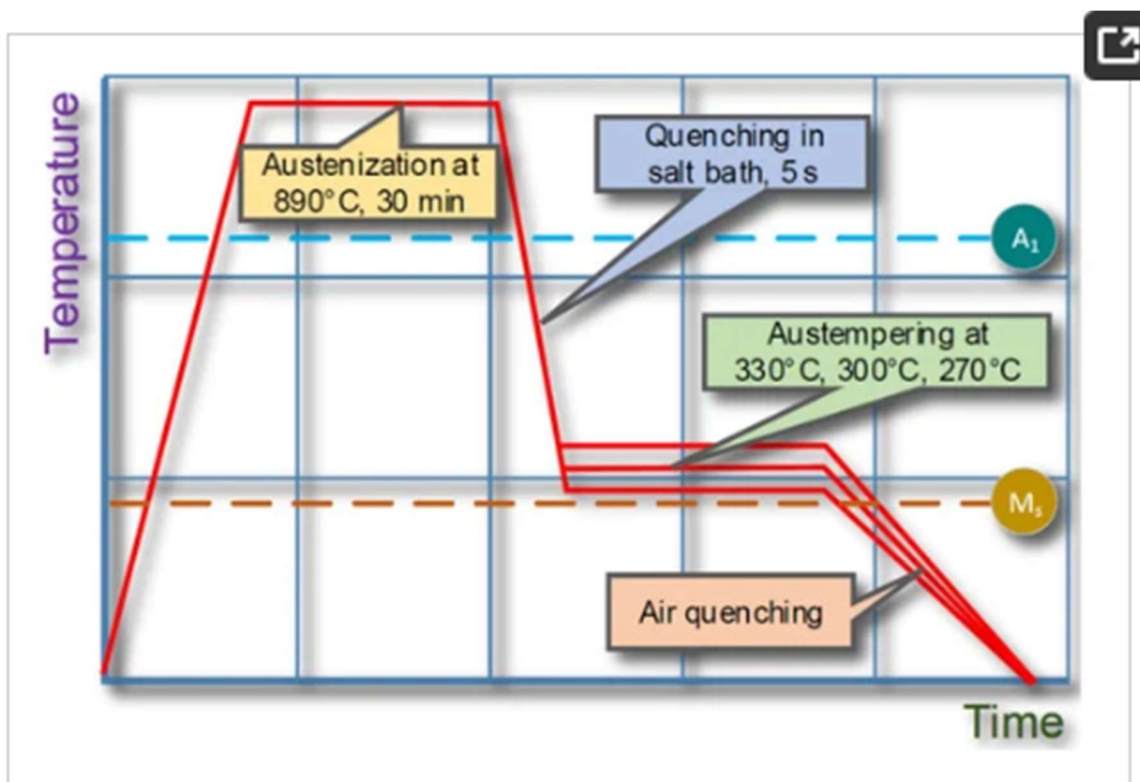 Temperature
Austenization at
890°C, 30 min
Quenching in
salt bath, 5 s
A₁
Austempering at
330°C, 300°C, 270°C
Mₛ
Air quenching
Time